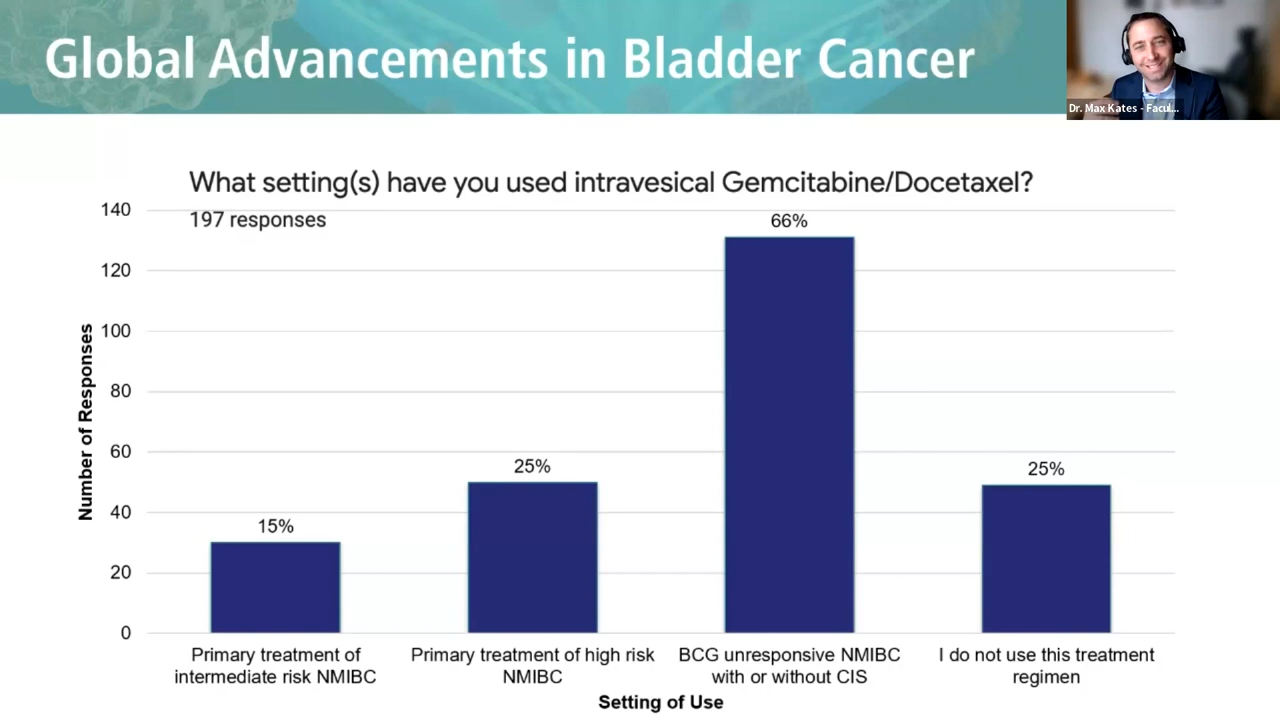 Global Advancements in Bladder Cancer
Dr. Max Kates - Facul...
What setting(s) have you used intravesical Gemcitabine/Docetaxel?
197 responses
140
120
100
80
60
40
20
0
Number of Responses
15%
25%
66%
25%
Primary treatment of
intermediate risk NMIBC
Primary treatment of high risk
NMIBC
BCG unresponsive NMIBC
with or without CIS
I do not use this treatment
regimen
Setting of Use